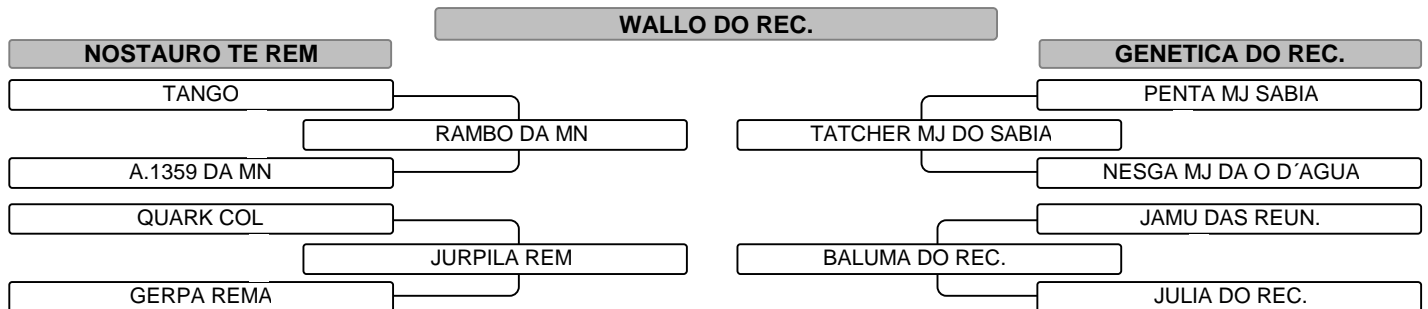 WALLO DO REC.
NOSTAURO TE REM
GENETICA DO REC.
TANGO
PENTA MJ SABIA
RAMBO DA MN
TATCHER MJ DO SABIA
A.1359 DA MN
NESGA MJ DA O D´AGUA
QUARK COL
JAMU DAS REUN.
JURPILA REM
BALUMA DO REC.
GERPA REMA
JULIA DO REC.